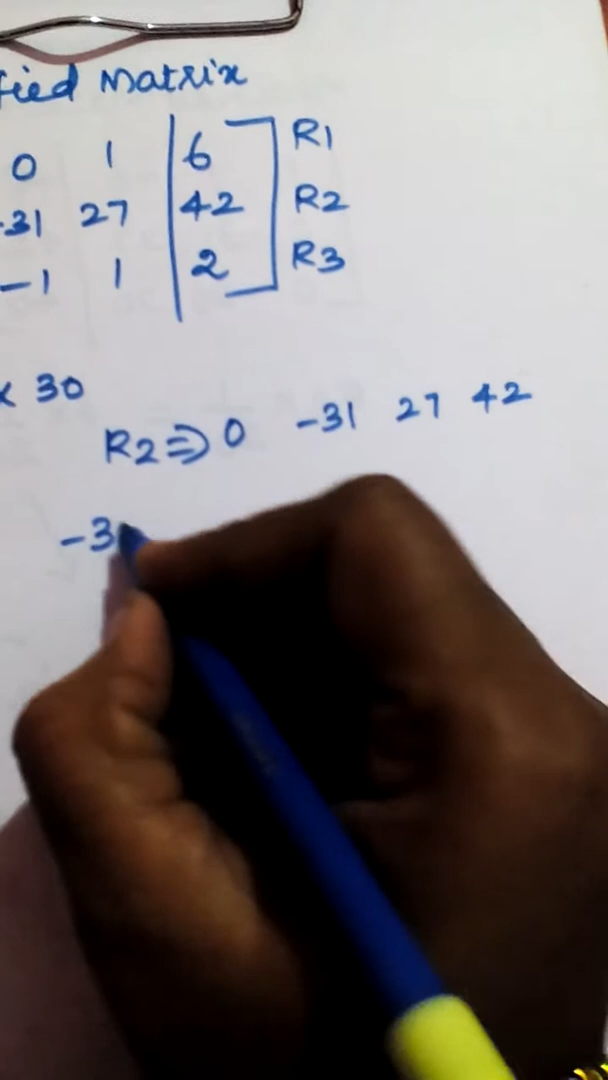 Matrix
0 1 6 R1
-31 27 42 R2
-1 1 2 R3
x 30
R2 => 0 -31 27 42
-3